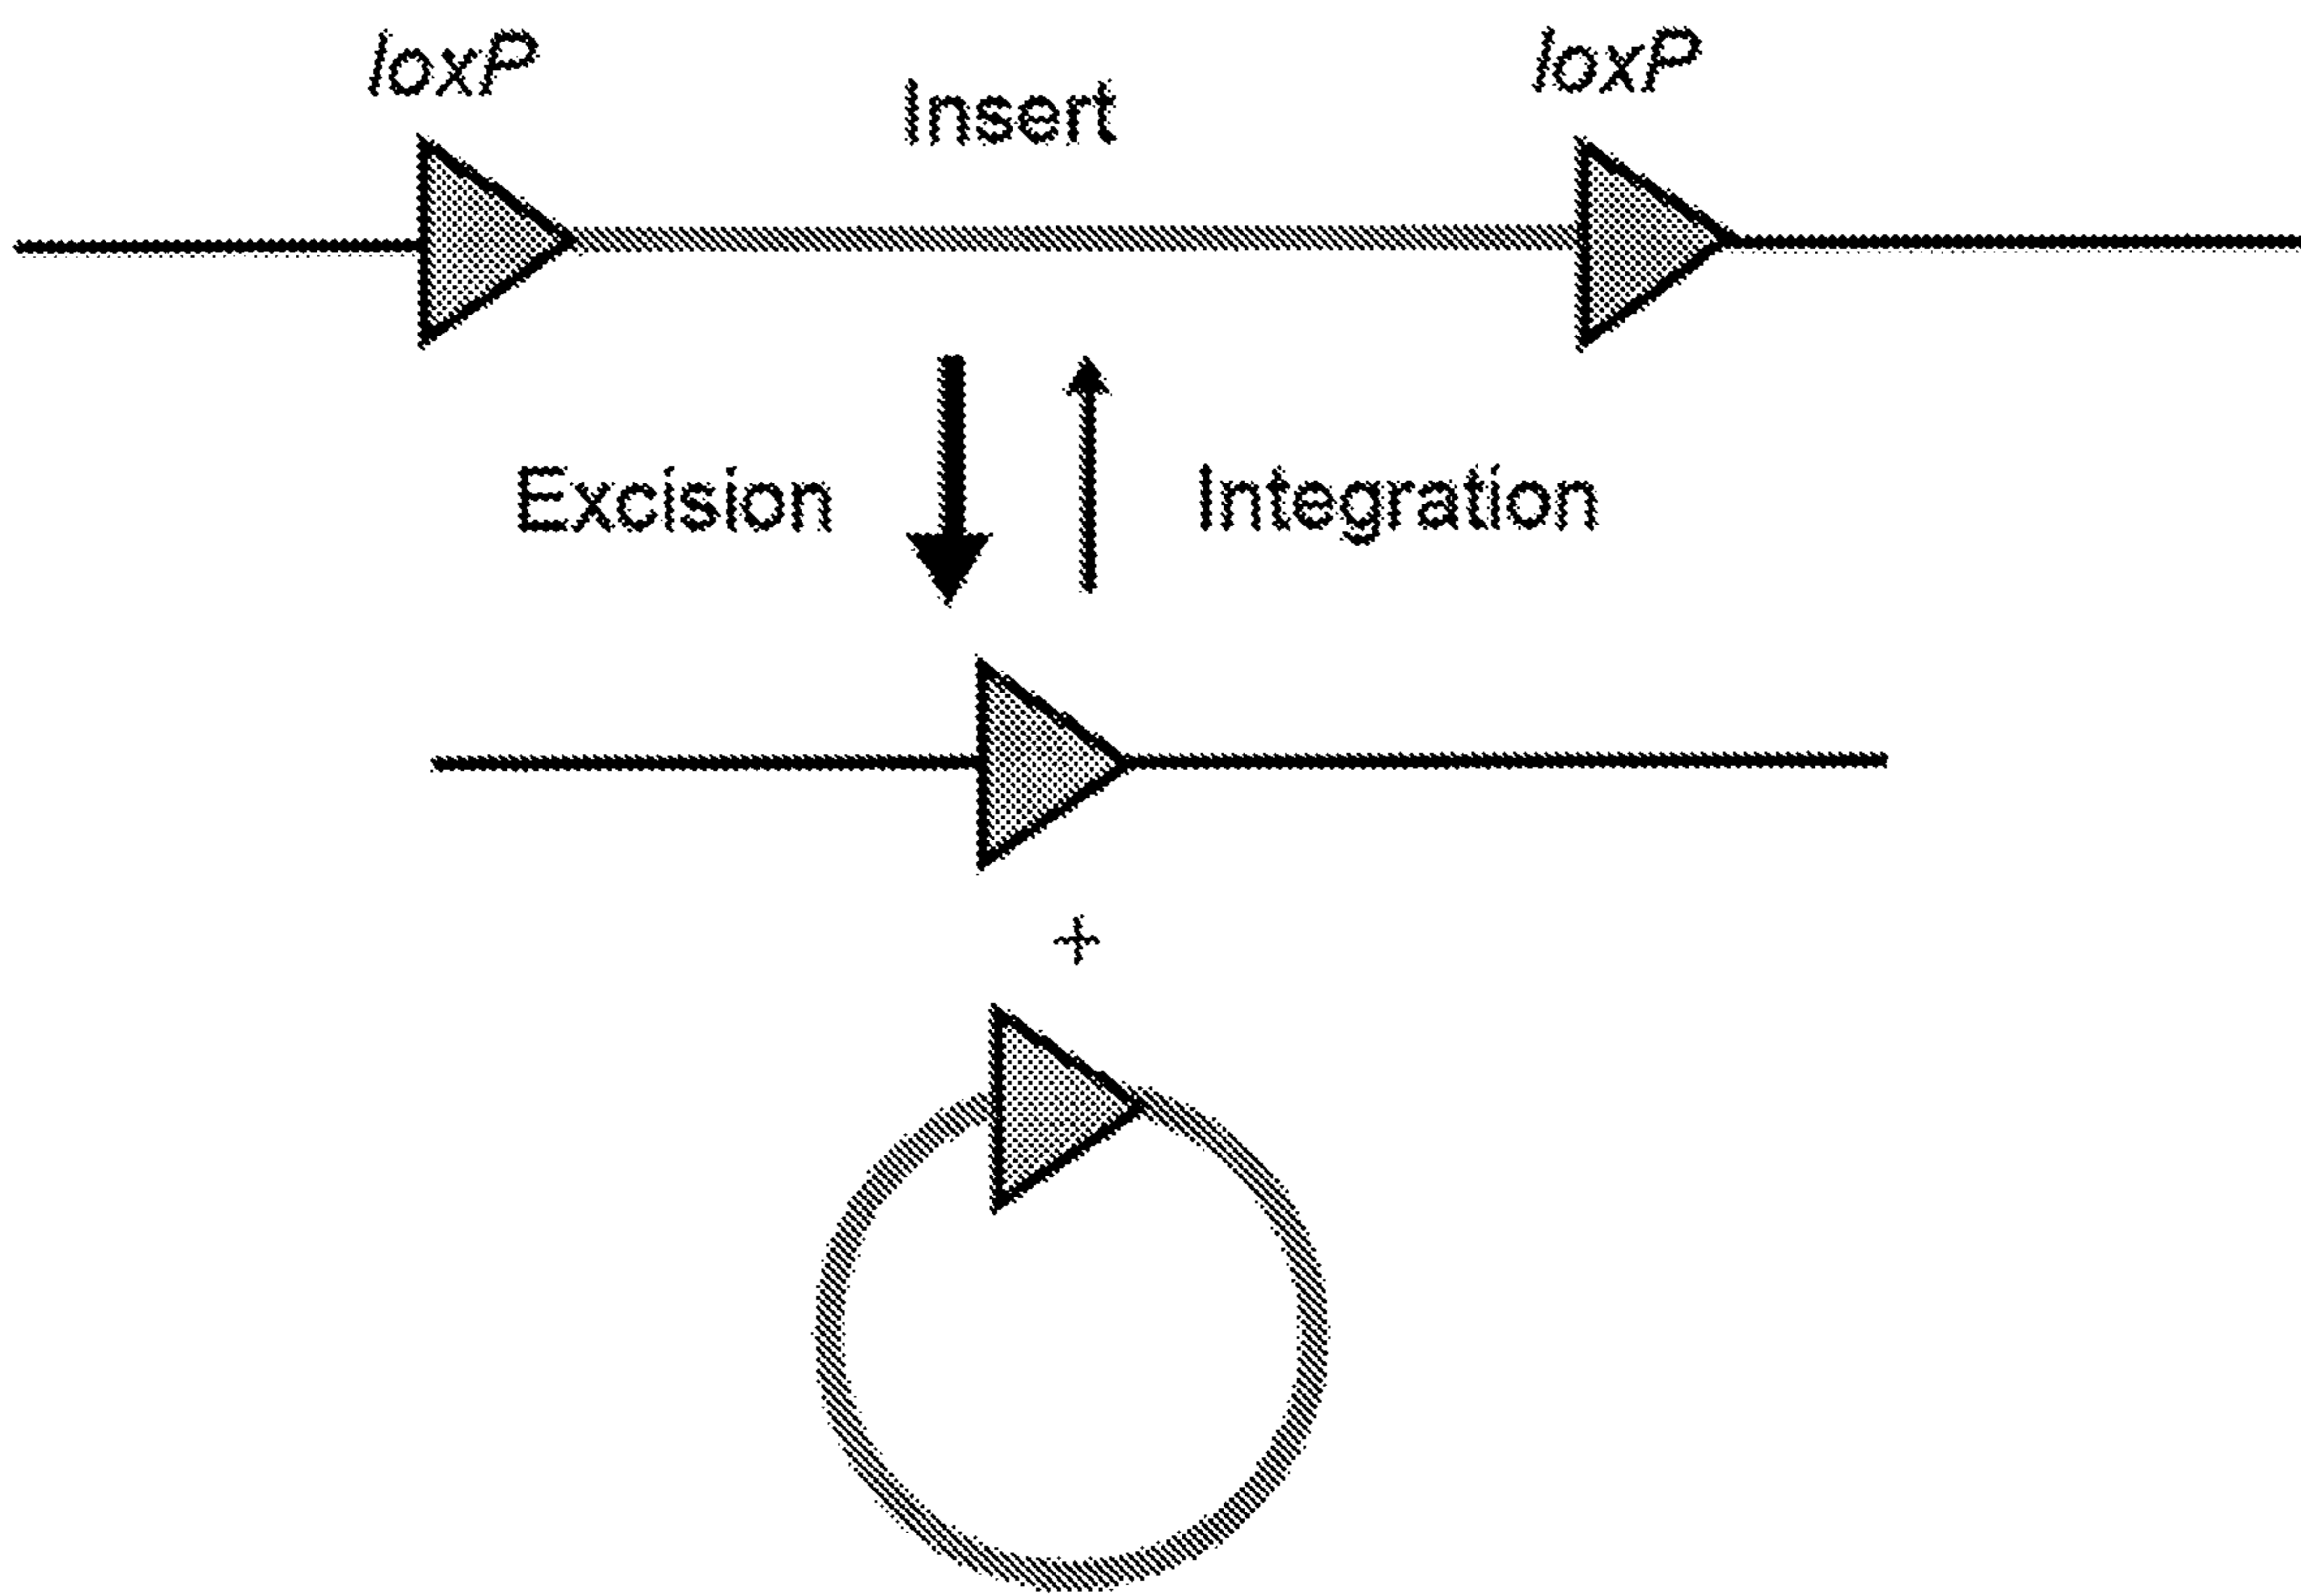 loxP
Insert
loxP
Excision
Integration
+